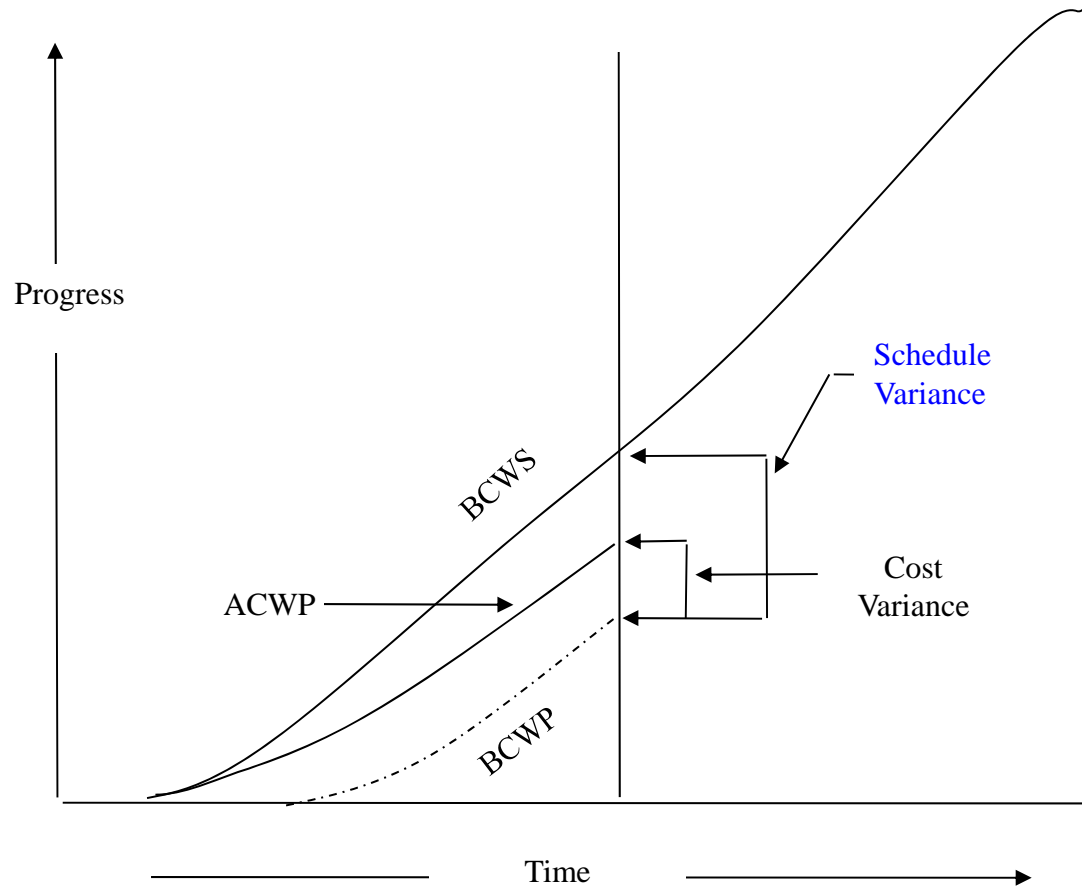 Progress
Schedule
Variance
BCWS
ACWP
Cost
Variance
BCWP
Time